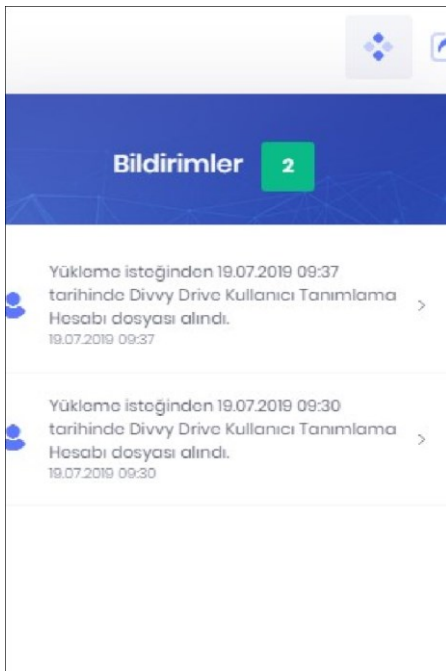 Bildirimler 2
Yükleme isteğinden 19.07.2019 09:37
tarihinde Divvy Drive Kullanıcı Tanımlama
Hesabı dosyası alındı.
19.07.2019 09:37
Yükleme isteğinden 19.07.2019 09:30
tarihinde Divvy Drive Kullanıcı Tanımlama
Hesabı dosyası alındı.
19.07.2019 09:30